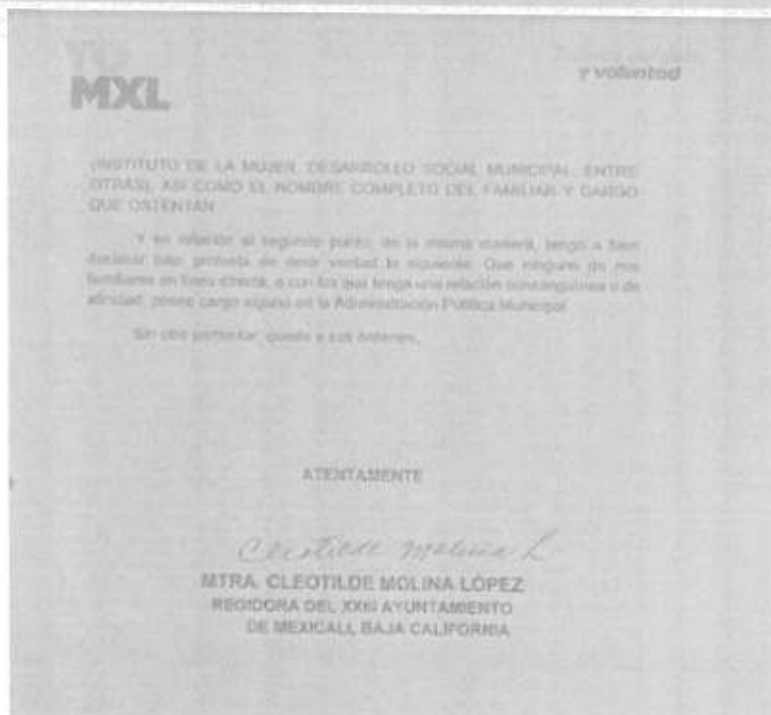 YO
MXL
y voluntad
(INSTITUTO DE LA MUJER, DESARROLLO SOCIAL MUNICIPAL, ENTRE
OTRAS), ASI COMO EL NOMBRE COMPLETO DEL FAMILIAR Y CARGO
QUE OSTENTAN
Y en relación al segundo punto, de la misma manera, tengo a bien
declarar bajo protesta de decir verdad lo siguiente: Que ninguno de mis
familiares en línea directa, o con los que tenga una relación consanguínea o de
afinidad, posee cargo alguno en la Administración Pública Municipal.
Sin otro particular, quedo a sus órdenes.
ATENTAMENTE
Cleotilde Molina L
MTRA. CLEOTILDE MOLINA LÓPEZ
REGIDORA DEL XXIII AYUNTAMIENTO
DE MEXICALI, BAJA CALIFORNIA